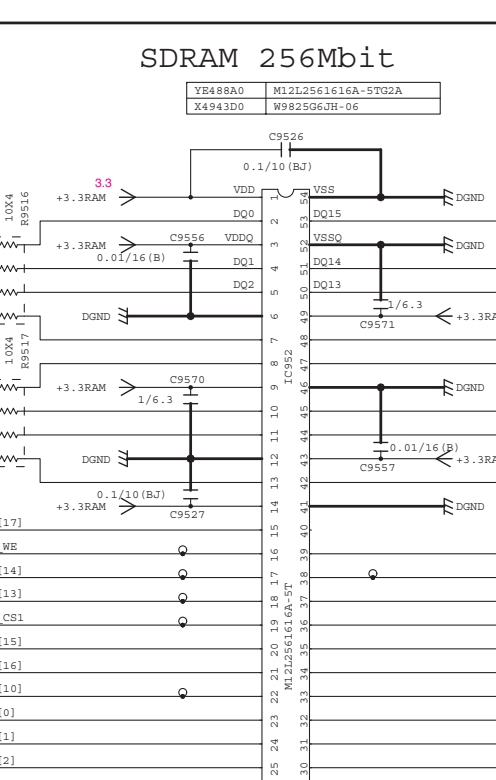 SDRAM 256Mbit
YE488A0 M12L2561616A-5TG2A
X4943D0 W9825G6JH-06
C9526
0.1/10(BJ)
3.3
+3.3RAM
VDD
1
54
VSS
DGND
10X4
R9516
DQ0
2
53
DQ15
+3.3RAM
C9556
0.01/16(B)
VDDQ
3
52
VSSQ
DGND
DQ1
4
51
DQ14
DQ2
5
50
DQ13
DGND
6
49
1/6.3
C9571
+3.3RA
10X4
R9517
7
48
8
47
IC952
+3.3RAM
C9570
1/6.3
9
46
DGND
10
45
11
44
0.01/16(B)
DGND
12
43
C9557
+3.3RA
13
42
+3.3RAM
0.1/10(BJ)
C9527
14
41
DGND
[17]
15
40
WE
16
39
[14]
17
38
[13]
18
37
CS1
19
36
[15]
20
35
[16]
21
34
M12L2561616A-5T
[10]
22
33
[0]
23
32
[1]
24
31
[2]
25
30